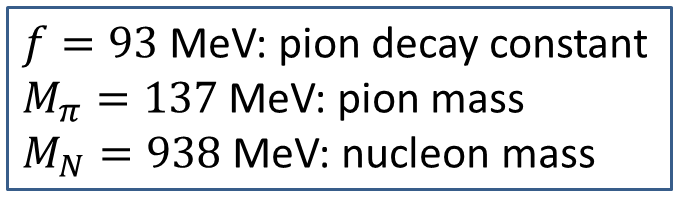 f = 93 MeV: pion decay constant
M_π = 137 MeV: pion mass
M_N = 938 MeV: nucleon mass